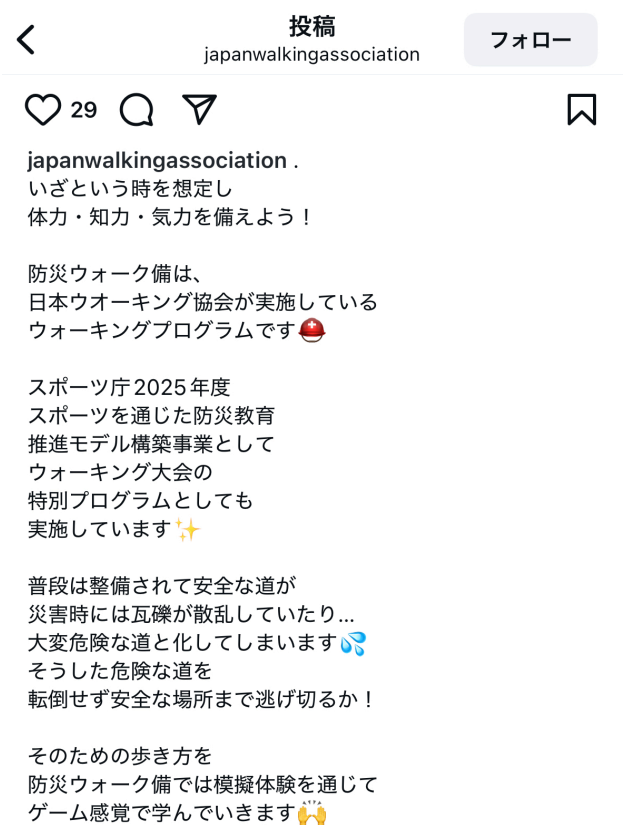 投稿
japanwalkingassociation
フォロー
29
japanwalkingassociation .
いざという時を想定し
体力・知力・気力を備えよう！
防災ウォーク備は、
日本ウオーキング協会が実施している
ウォーキングプログラムです⛑️
スポーツ庁2025年度
スポーツを通じた防災教育
推進モデル構築事業として
ウォーキング大会の
特別プログラムとしても
実施しています✨
普段は整備されて安全な道が
災害時には瓦礫が散乱していたり...
大変危険な道と化してしまいます💦
そうした危険な道を
転倒せず安全な場所まで逃げ切るか！
そのための歩き方を
防災ウォーク備では模擬体験を通じて
ゲーム感覚で学んでいきます🙌